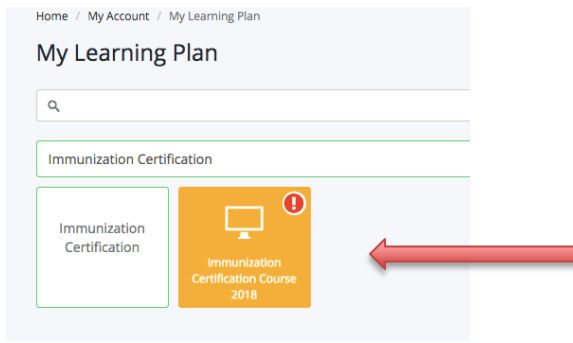 Home / My Account / My Learning Plan
My Learning Plan
Immunization Certification
Immunization
Certification
Immunization
Certification Course
2018